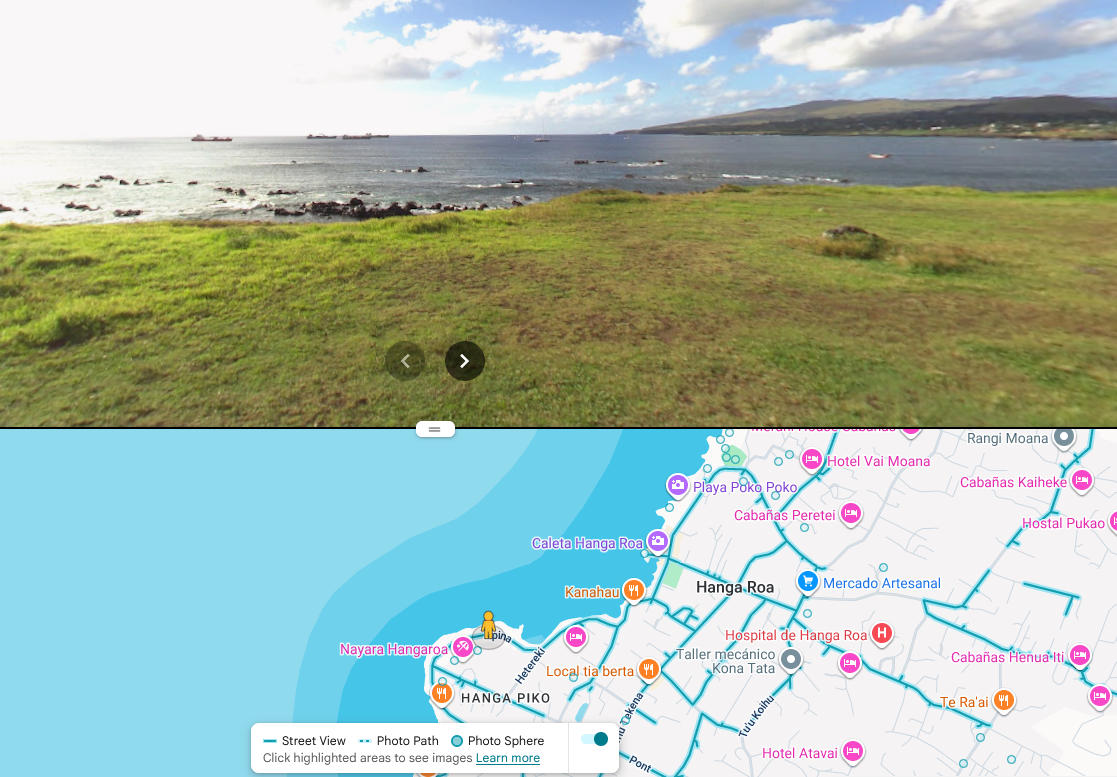 Rangi Moana
Hotel Vai Moana
Playa Poko Poko
Cabañas Kaiheke
Cabañas Peretei
Hostal Pukao
Caleta Hanga Roa
Hanga Roa
Mercado Artesanal
Kanahau
Hospital de Hanga Roa
Nayara Hangaroa
Hetereki
Taller mecánico
Kona Tata
Cabañas Henua Iti
Local tia berta
HANGA PIKO
Te Ra'ai
Tu'u Koihu
Hotel Atavai
Pont
Street View
Photo Path
Photo Sphere
Click highlighted areas to see images Learn more